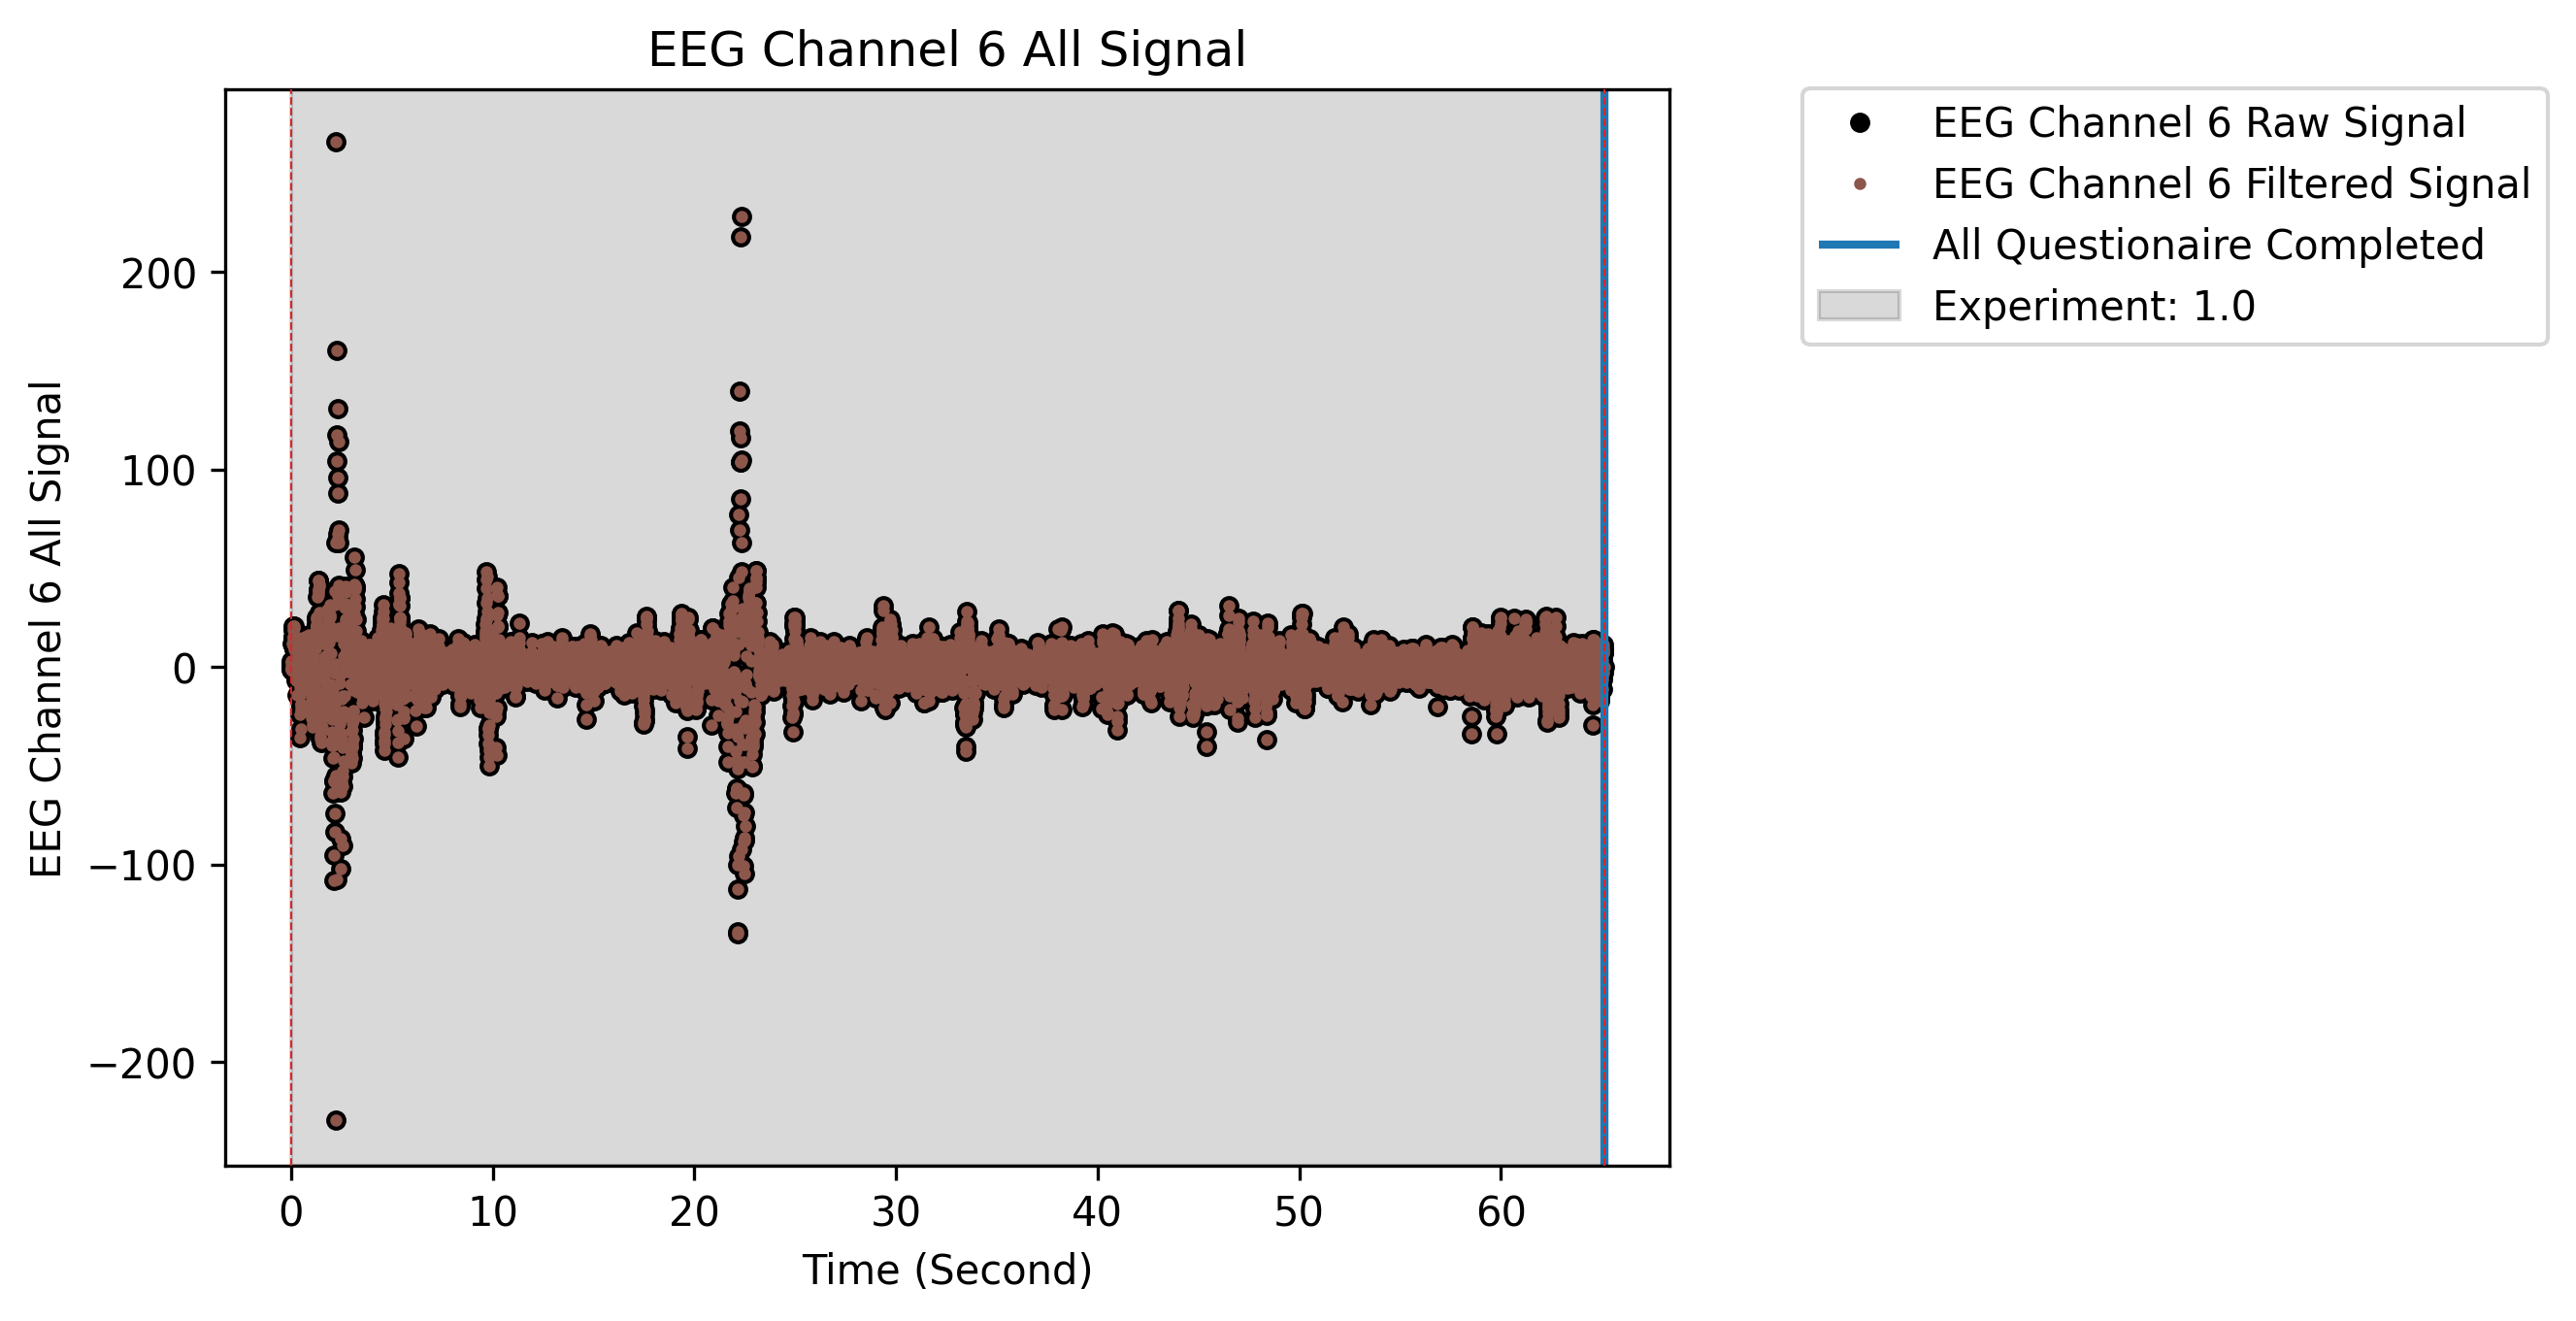 EEG Channel 6 All Signal
EEG Channel 6 Raw Signal
EEG Channel 6 Filtered Signal
All Questionaire Completed
Experiment: 1.0
EEG Channel 6 All Signal
200
100
0
−100
−200
0 10 20 30 40 50 60
Time (Second)